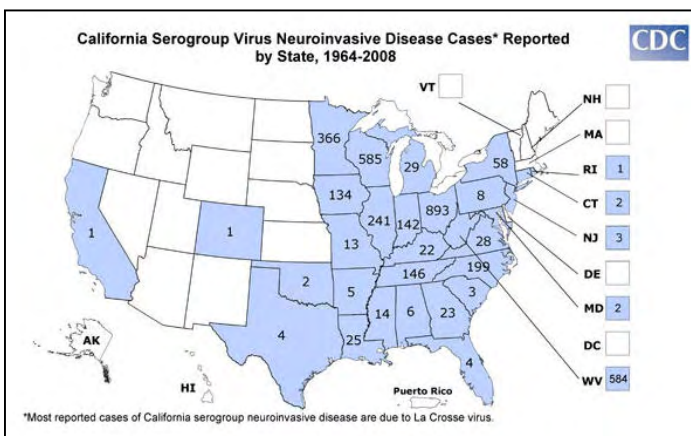 California Serogroup Virus Neuroinvasive Disease Cases* Reported
by State, 1964-2008
CDC
VT
NH
MA
RI 1
CT 2
NJ 3
DE
MD 2
DC
WV 584
366
585
29
58
134
8
241
142
893
1
1
13
22
28
146
199
2
5
3
14
6
23
4
25
4
AK
HI
Puerto Rico
*Most reported cases of California serogroup neuroinvasive disease are due to La Crosse virus.